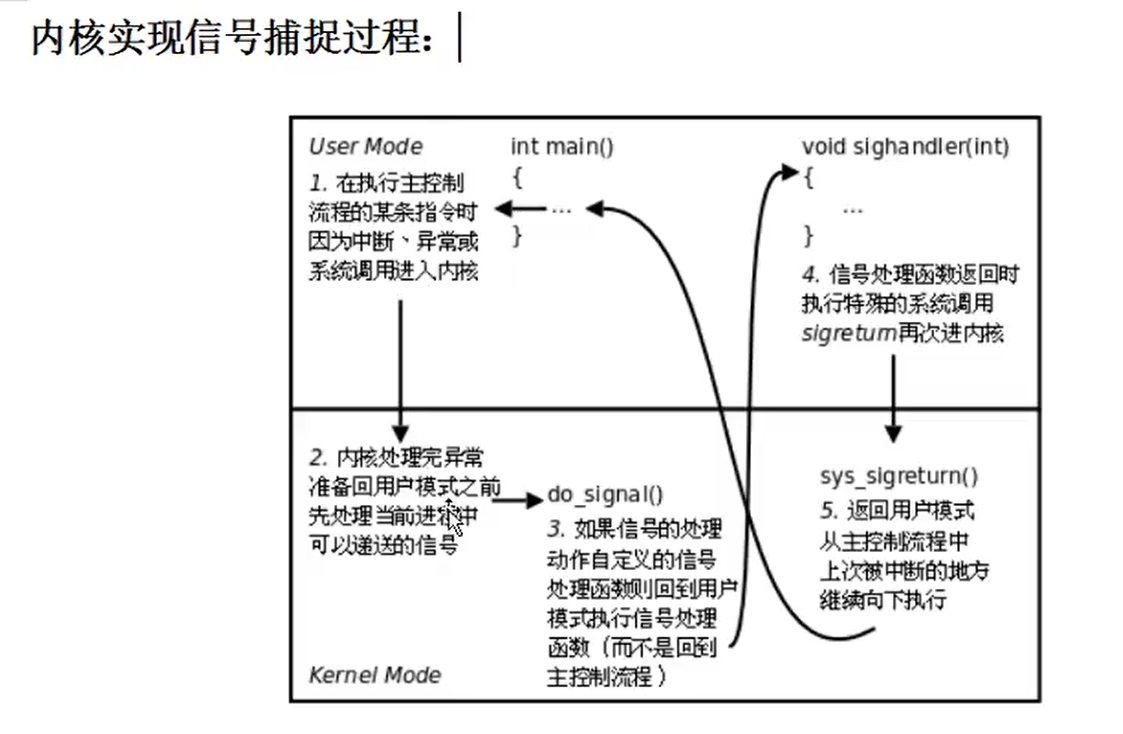 内核实现信号捕捉过程：
User Mode
1. 在执行主控制
流程的某条指令时
因为中断、异常或
系统调用进入内核
int main()
{
...
}
void sighandler(int)
{
...
}
4. 信号处理函数返回时
执行特殊的系统调用
sigreturn再次进内核
2. 内核处理完异常
准备回用户模式之前
先处理当前进程中
可以递送的信号
do_signal()
3. 如果信号的处理
动作自定义的信号
处理函数则回到用户
模式执行信号处理
函数（而不是回到
主控制流程）
sys_sigreturn()
5. 返回用户模式
从主控制流程中
上次被中断的地方
继续向下执行
Kernel Mode